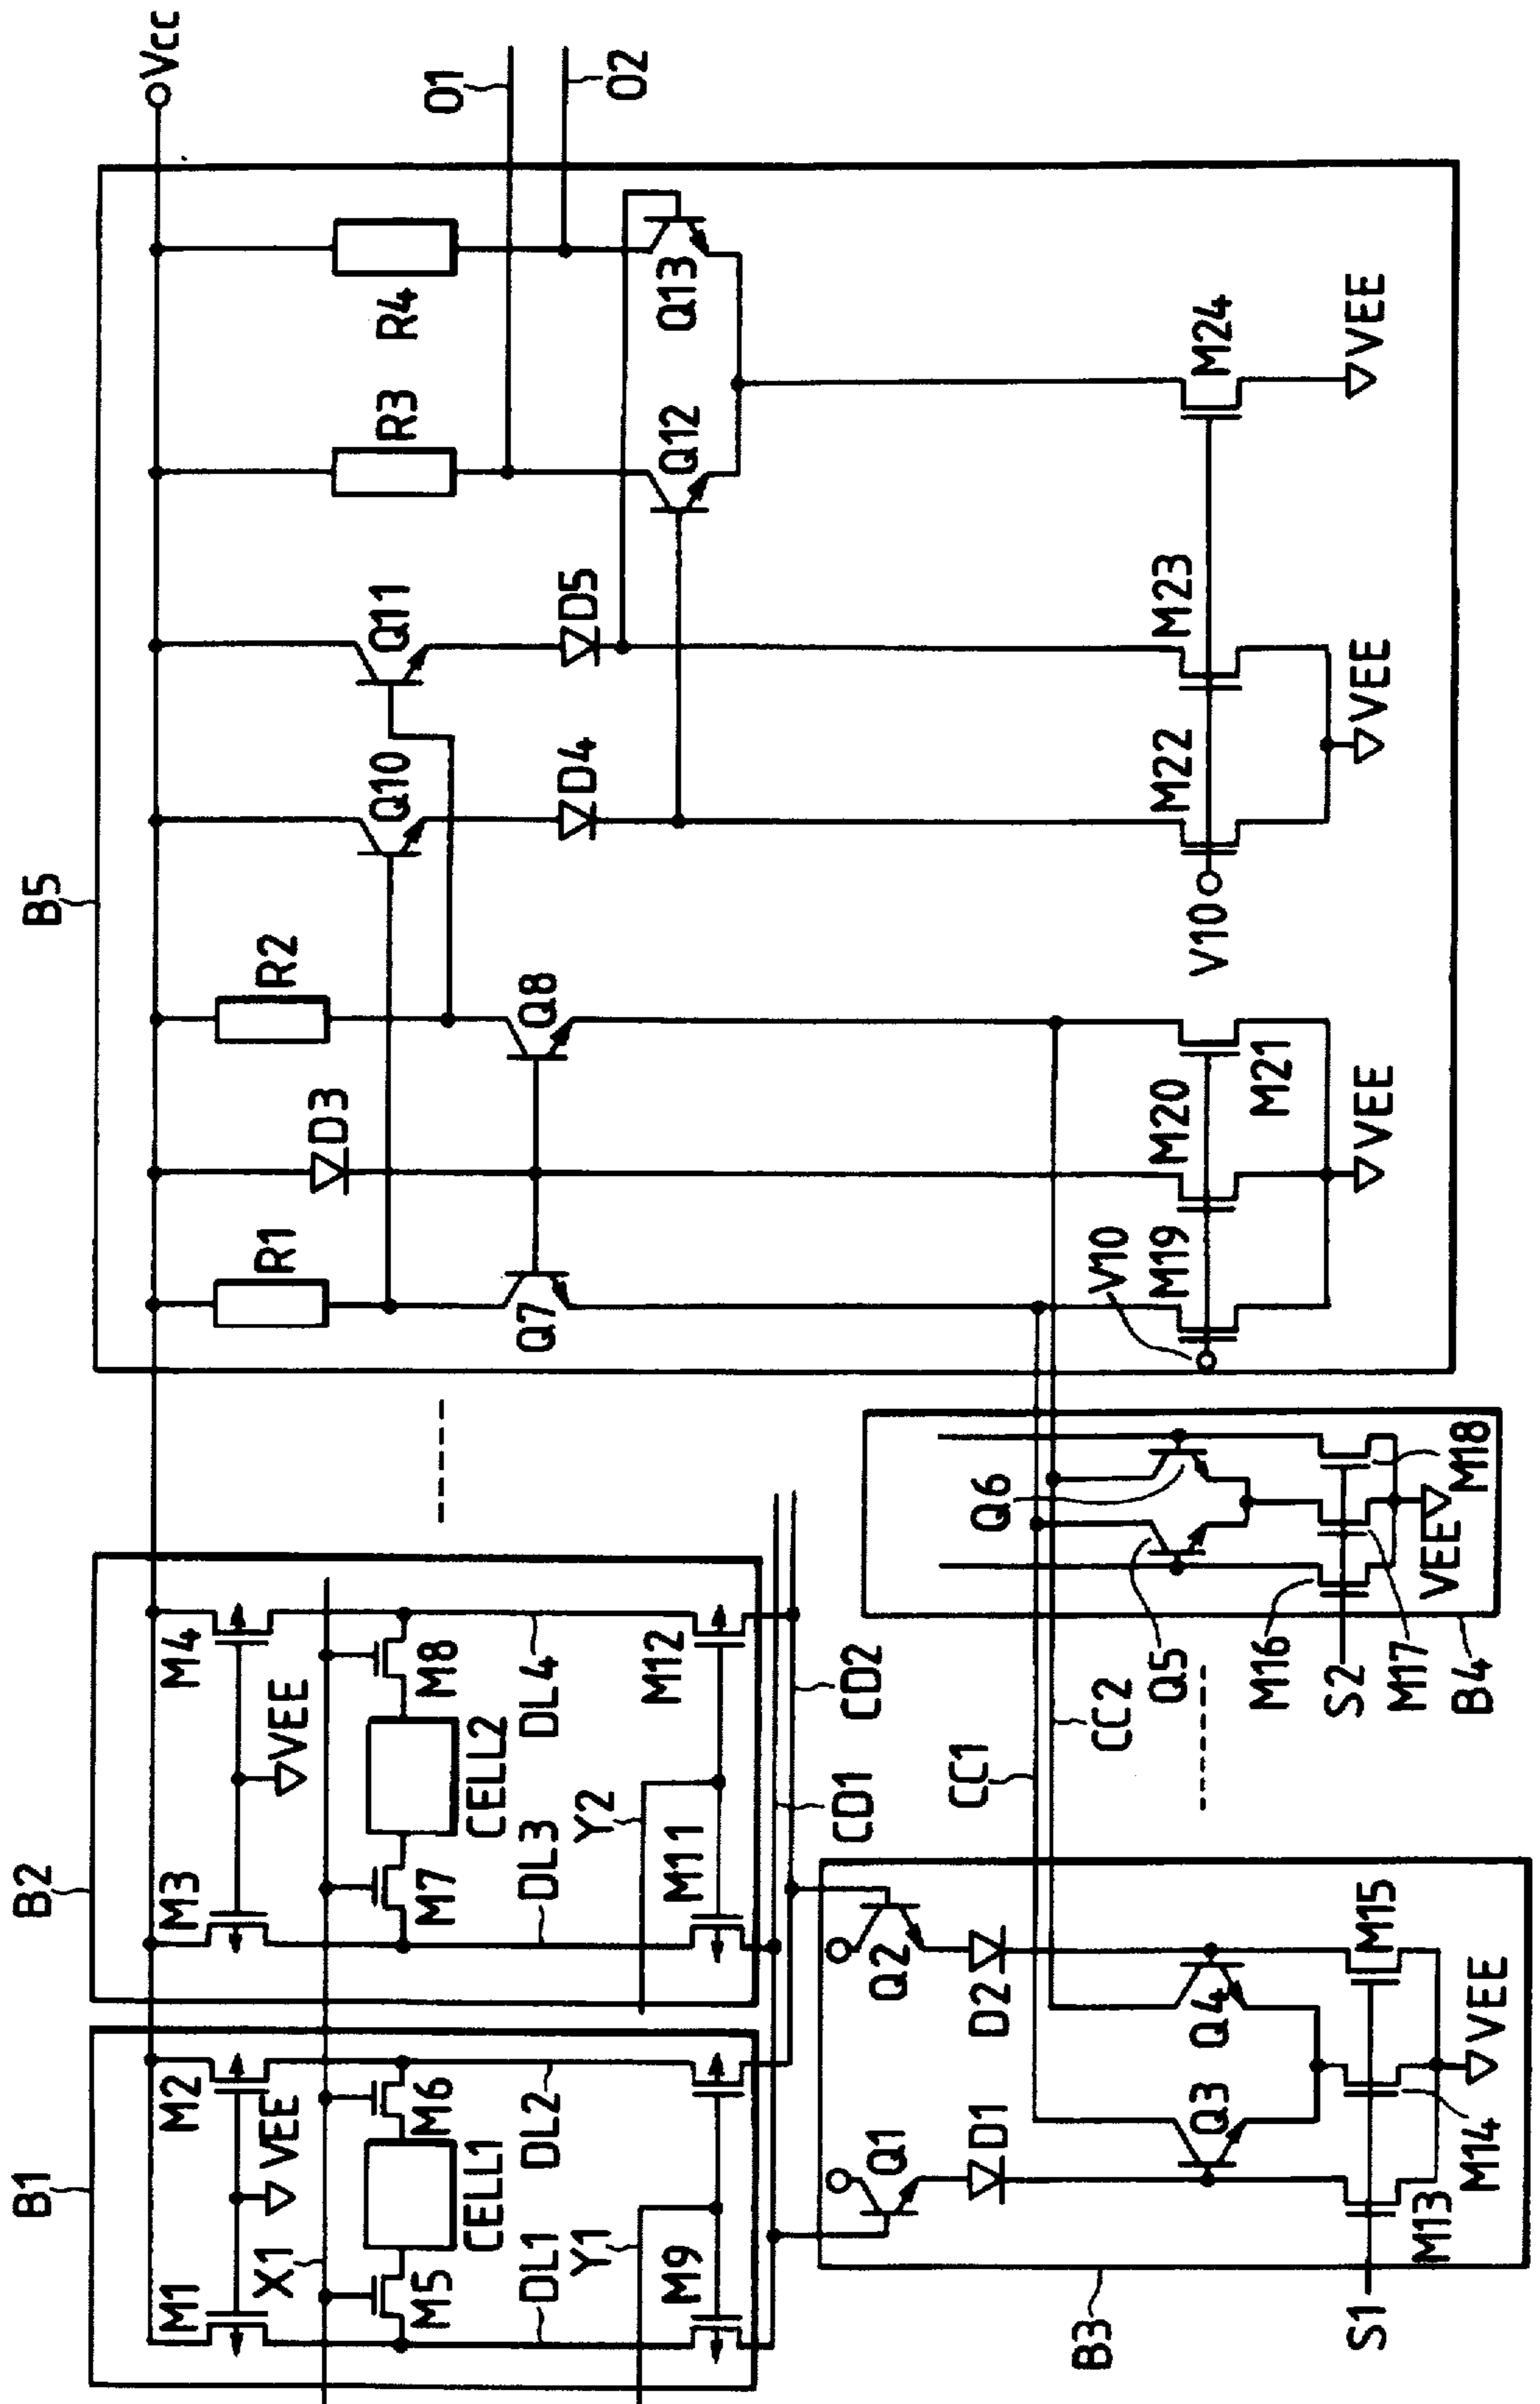 B1
B2
B5
Vcc
M1
M2
VEE
X1
M5
M6
CELL1
DL1
DL2
Y1
M9
M3
M4
VEE
M7
M8
CELL2
DL3
DL4
Y2
M11
M12
CD1
CD2
R1
D3
R2
Q7
Q8
Q10
Q11
D4
D5
R3
R4
Q12
Q13
O1
O2
V10
M19
M20
M21
VEE
V10
M22
M23
VEE
M24
VEE
CC1
CC2
B3
Q1
Q2
D1
D2
Q3
Q4
S1
M13
M14
M15
VEE
Q5
Q6
M16
S2
M17
M18
VEE
B4